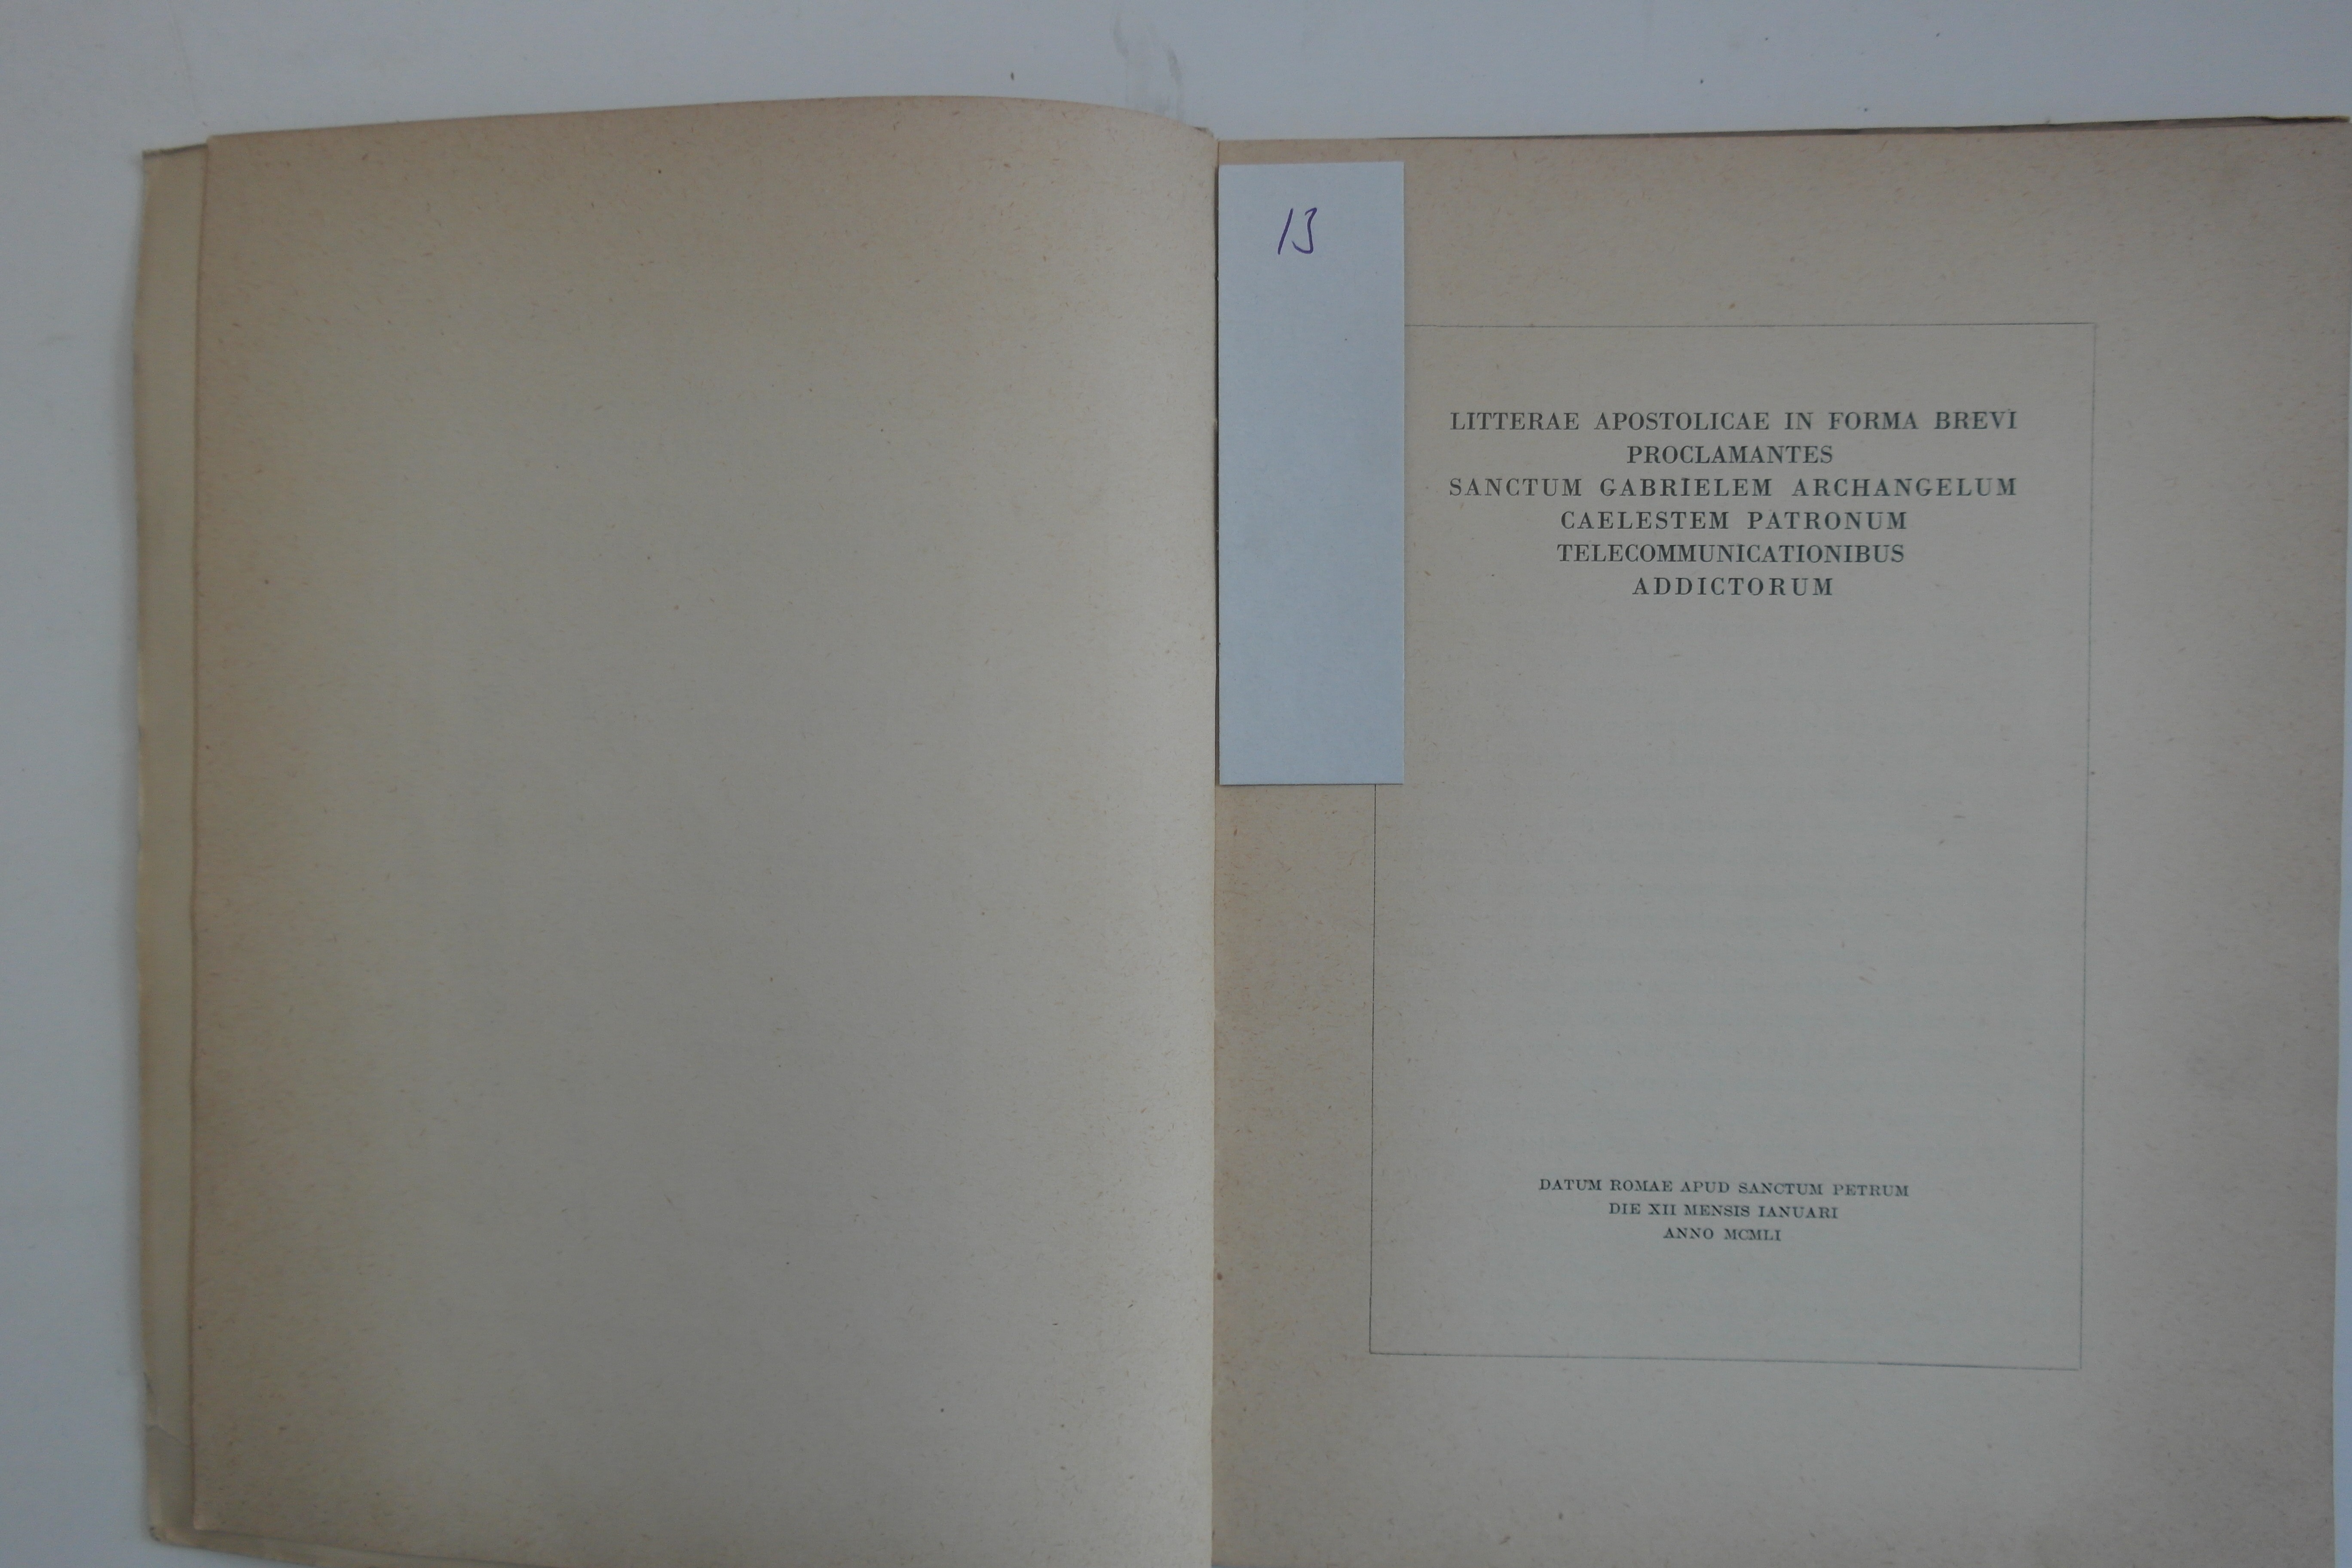 13
LITTERAE APOSTOLICAE IN FORMA BREVI
PROCLAMANTES
SANCTUM GABRIELEM ARCHANGELUM
CAELESTEM PATRONUM
TELECOMMUNICATIONIBUS
ADDICTORUM
DATUM ROMAE APUD SANCTUM PETRUM
DIE XII MENSIS IANUARI
ANNO MCMLI